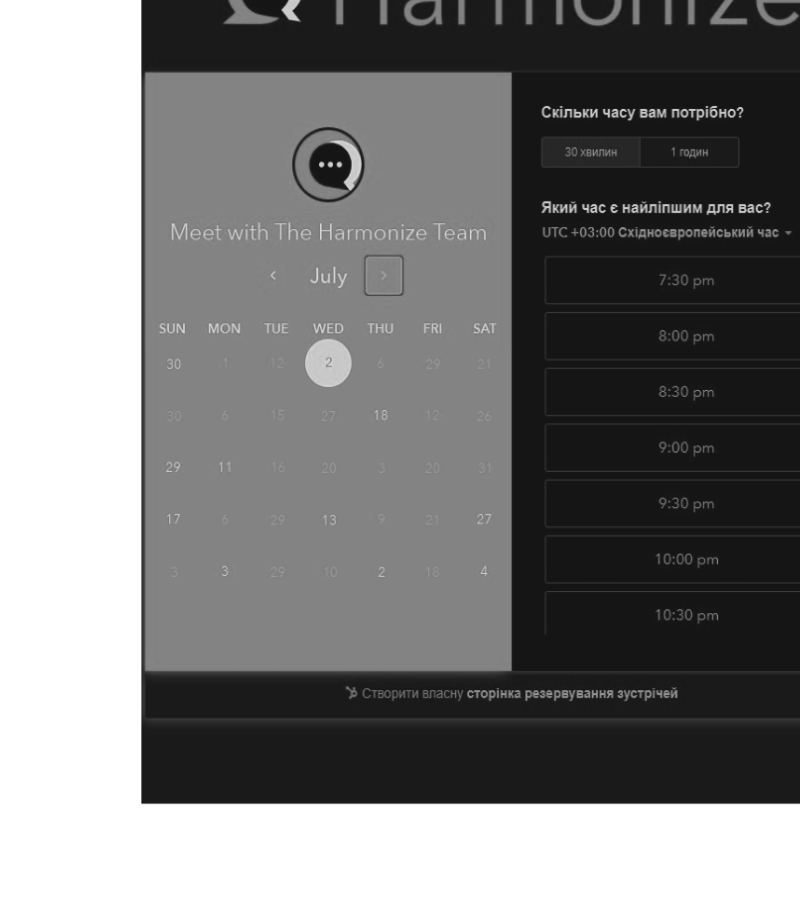 Harmonize
Meet with The Harmonize Team
July
SUN MON TUE WED THU FRI SAT
30 1 12 2 6 29 21
30 6 15 27 18 12 26
29 11 16 20 3 20 31
17 6 29 13 9 21 27
3 3 29 10 2 18 4
Скільки часу вам потрібно?
30 хвилин 1 годин
Який час є найліпшим для вас?
UTC +03:00 Східноєвропейський час
7:30 pm
8:00 pm
8:30 pm
9:00 pm
9:30 pm
10:00 pm
10:30 pm
Створити власну сторінка резервування зустрічей